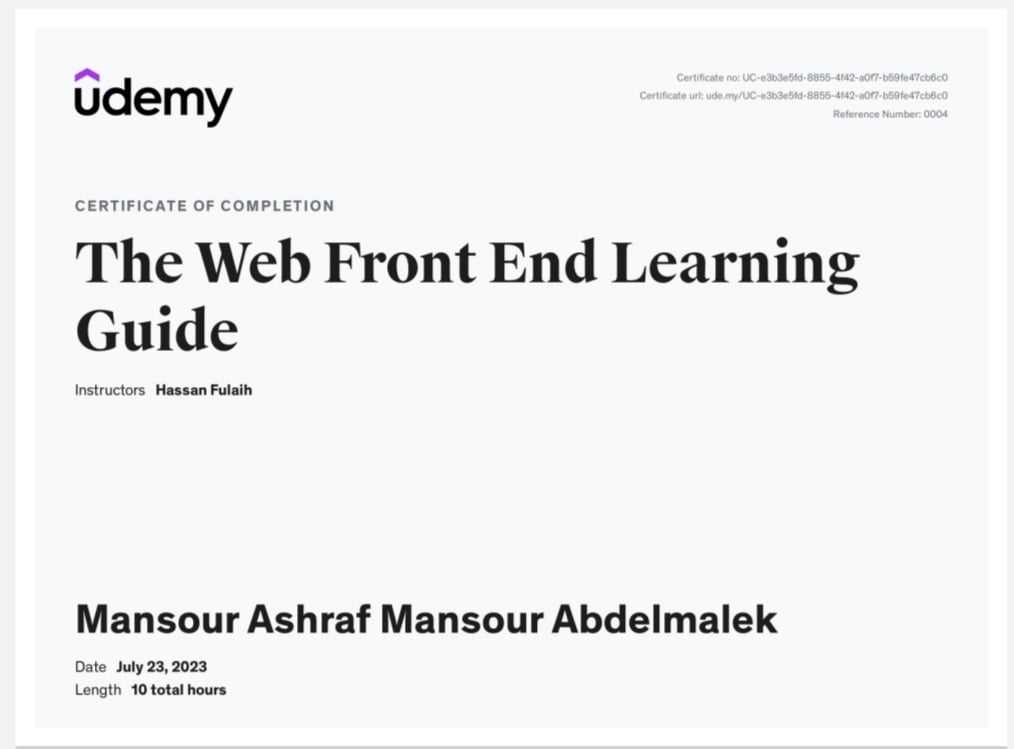 udemy
Certificate no: UC-e3b3e5fd-8855-4f42-a0f7-b59fe47cb6c0
Certificate url: ude.my/UC-e3b3e5fd-8855-4f42-a0f7-b59fe47cb6c0
Reference Number: 0004
CERTIFICATE OF COMPLETION
The Web Front End Learning
Guide
Instructors Hassan Fulaih
Mansour Ashraf Mansour Abdelmalek
Date July 23, 2023
Length 10 total hours